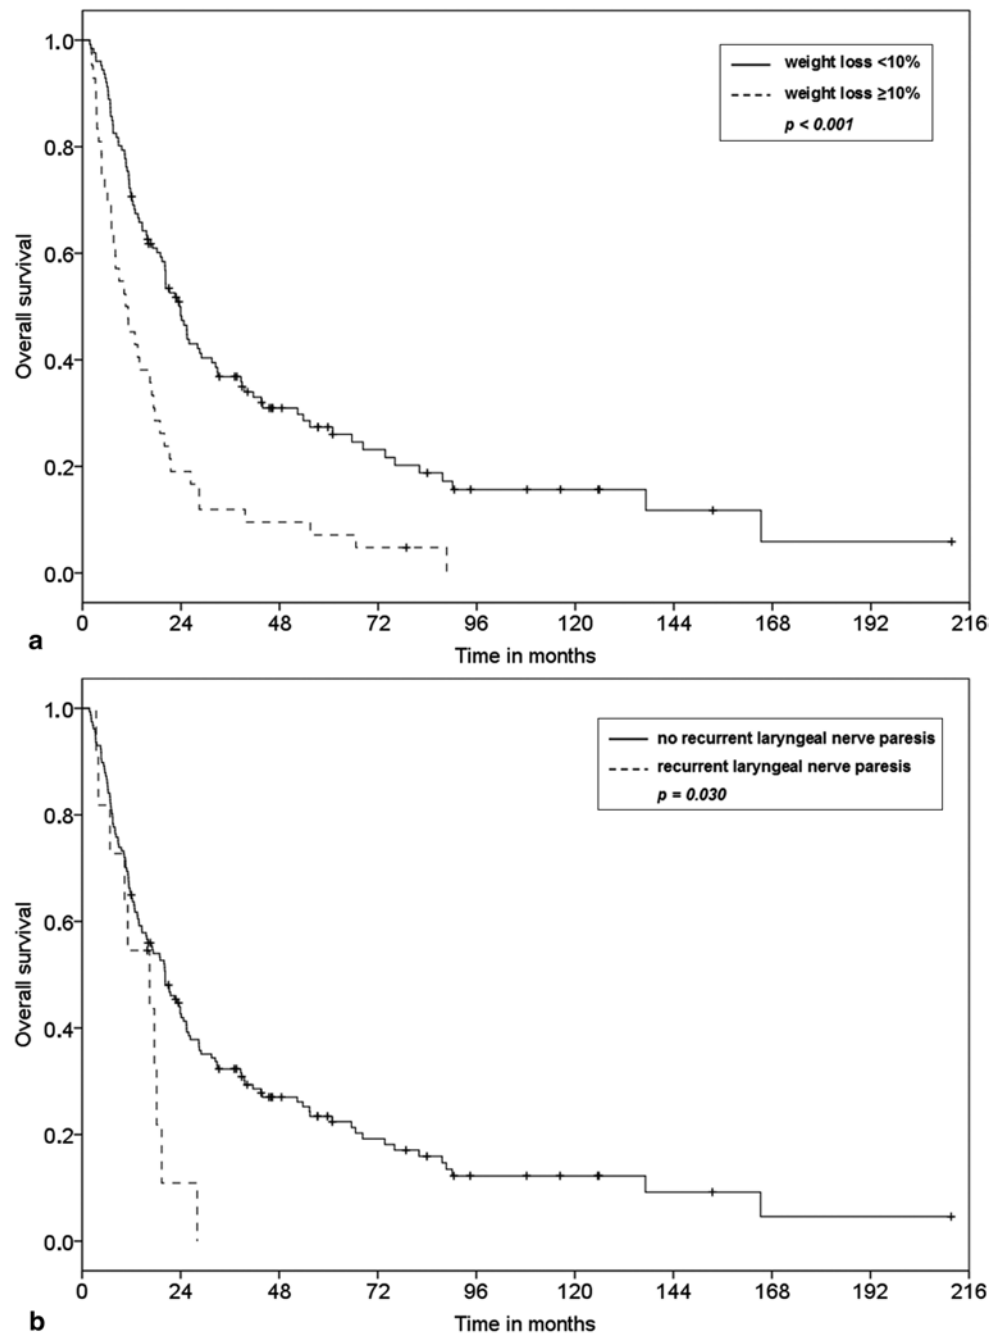 1.0
0.8
0.6
0.4
0.2
0.0
Overall survival
weight loss <10%
weight loss ≥10%
p < 0.001
0 24 48 72 96 120 144 168 192 216
Time in months
a
1.0
0.8
0.6
0.4
0.2
0.0
Overall survival
no recurrent laryngeal nerve paresis
recurrent laryngeal nerve paresis
p = 0.030
0 24 48 72 96 120 144 168 192 216
Time in months
b